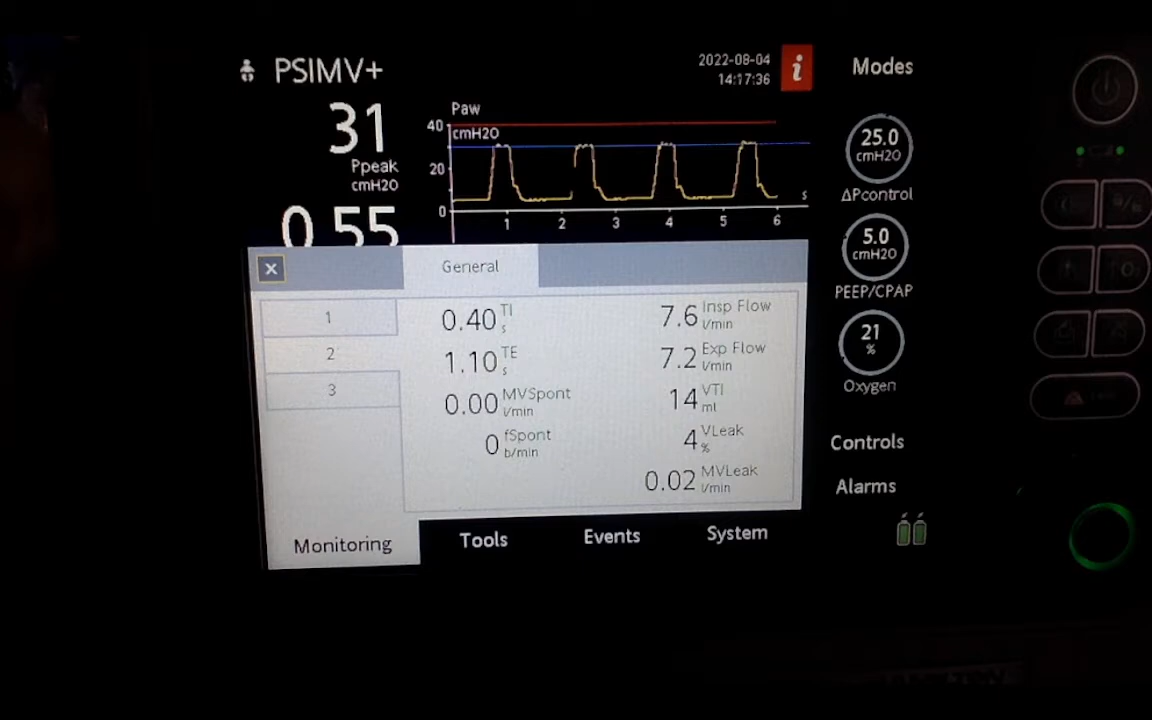 PSIMV+
2022-08-04
14:17:36
i
Modes
31
Ppeak
cmH2O
0.55
Paw
40
cmH2O
20
0
1 2 3 4 5 6
s
25.0
cmH2O
ΔPcontrol
5.0
cmH2O
PEEP/CPAP
21
%
Oxygen
Controls
Alarms
x
General
1
2
3
0.40 TI
s
1.10 TE
s
0.00 MVSpont
l/min
0 fSpont
b/min
7.6 Insp Flow
l/min
7.2 Exp Flow
l/min
14 VTI
ml
4 VLeak
%
0.02 MVLeak
l/min
Monitoring
Tools
Events
System